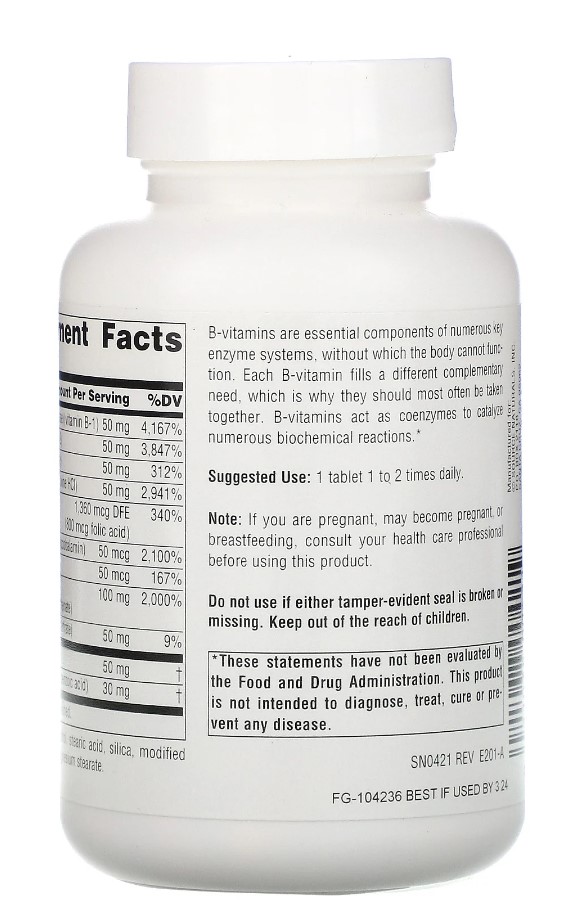 Facts
Per Serving %DV
vitamin B-1) 50 mg 4,167%
50 mg 3,847%
50 mg 312%
HCl) 50 mg 2,941%
1,360 mcg DFE 340%
(800 mcg folic acid)
50 mcg 2,100%
50 mcg 167%
100 mg 2,000%
50 mg 9%
50 mg †
acid) 30 mg †
stearic acid, silica, modified
stearate.
B-vitamins are essential components of numerous key
enzyme systems, without which the body cannot func-
tion. Each B-vitamin fills a different complementary
need, which is why they should most often be taken
together. B-vitamins act as coenzymes to catalyze
numerous biochemical reactions.*
Suggested Use: 1 tablet 1 to 2 times daily.
Note: If you are pregnant, may become pregnant, or
breastfeeding, consult your health care professional
before using this product.
Do not use if either tamper-evident seal is broken or
missing. Keep out of the reach of children.
*These statements have not been evaluated by
the Food and Drug Administration. This product
is not intended to diagnose, treat, cure or pre-
vent any disease.
SN0421 REV E201-A
FG-104236 BEST IF USED BY 3 24
Manufactured for:
SOURCE NATURALS, INC.